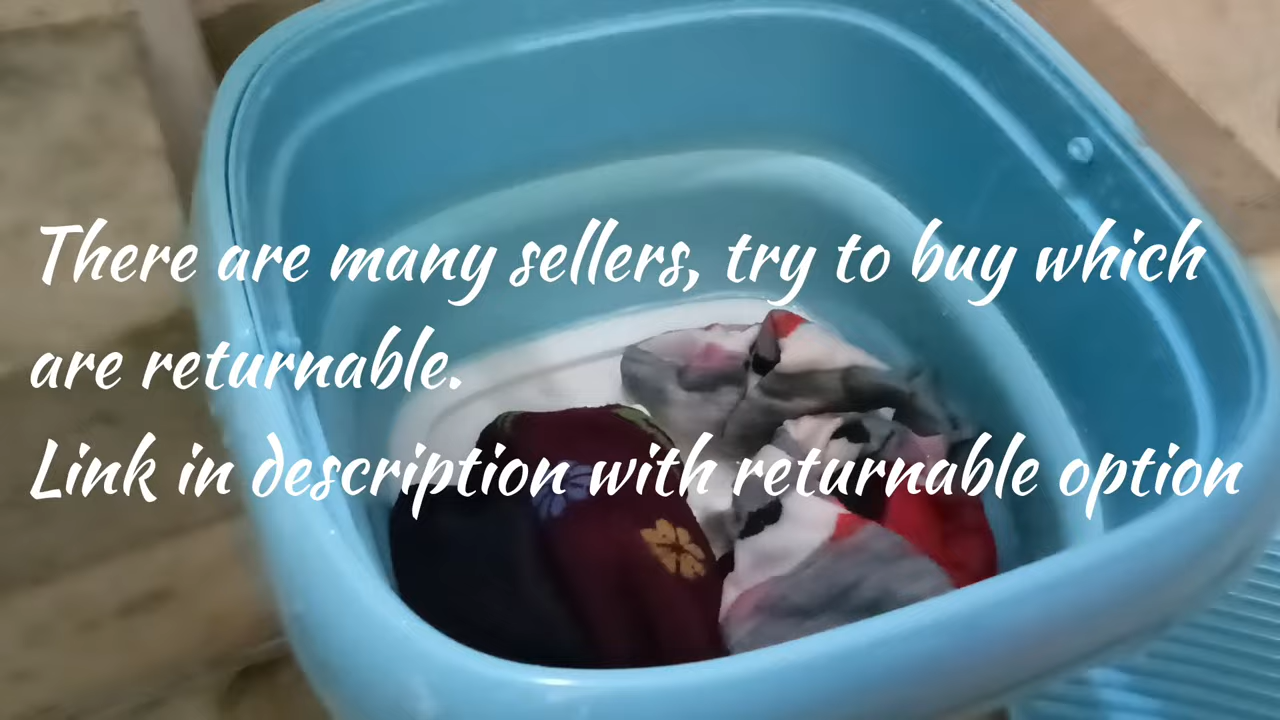 There are many sellers, try to buy which
are returnable.
Link in description with returnable option